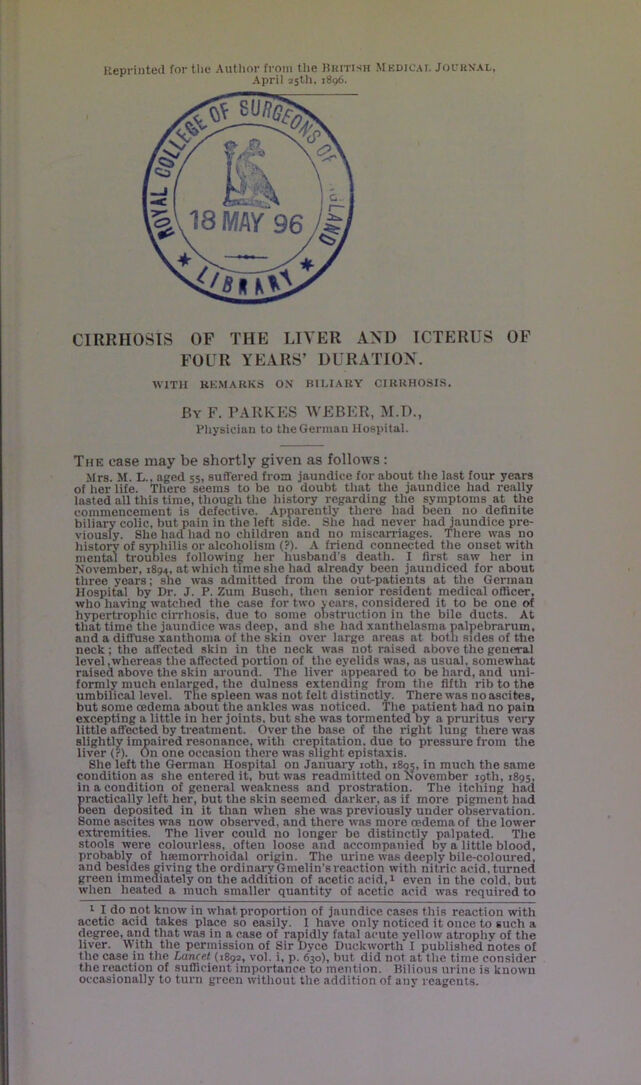 Reprinted for the Author from the BRITISH MEDICAL JOURNAL,
April 25th, 1896.
ROYAL COLLEGE OF SURGEONS OF LAND
18 MAY 96
* LIBRARY *
CIRRHOSIS OF THE LIVER AND ICTERUS OF
FOUR YEARS' DURATION.
WITH REMARKS ON BILIARY CIRRHOSIS.
BY F. PARKES WEBER, M.D.,
Physician to the German Hospital.
THE case may be shortly given as follows :
Mrs. M. L., aged 55, suffered from jaundice for about the last four years
of her life. There seems to be no doubt that the jaundice had really
lasted all this time, though the history regarding the symptoms at the
commencement is defective. Apparently there had been no definite
biliary colic, but pain in the left side. She had never had jaundice pre-
viously. She had had no children and no miscarriages. There was no
history of syphilis or alcoholism (?). A friend connected the onset with
mental troubles following her husband's death. I first saw her in
November, 1894, at which time she had already been jaundiced for about
three years; she was admitted from the out-patients at the German
Hospital by Dr. J. P. Zum Busch, then senior resident medical officer,
who having watched the case for two years, considered it to be one of
hypertrophic cirrhosis, due to some obstruction in the bile ducts. At
that time the jaundice was deep, and she had xanthelasma palpebrarum,
and a diffuse xanthoma of the skin over large areas at both sides of the
neck; the affected skin in the neck was not raised above the general
level, whereas the affected portion of the eyelids was, as usual, somewhat
raised above the skin around. The liver appeared to be hard, and uni-
formly much enlarged, the dulness extending from the fifth rib to the
umbilical level. The spleen was not felt distinctly. There was no ascites,
but some œdema about the ankles was noticed. The patient had no pain
excepting a little in her joints, but she was tormented by a pruritus very
little affected by treatment. Over the base of the right lung there was
slightly impaired resonance, with crepitation, due to pressure from the
liver (?). On one occasion there was slight epistaxis.
She left the German Hospital on January 10th, 1895, in much the same
condition as she entered it, but was readmitted on November 19th, 1895,
in a condition of general weakness and prostration. The itching had
practically left her, but the skin seemed darker, as if more pigment had
been deposited in it than when she was previously under observation.
Some ascites was now observed, and there was more œdema of the lower
extremities. The liver could no longer be distinctly palpated. The
stools were colourless, often loose and accompanied by a little blood,
probably of hæmorrhoidal origin. The urine was deeply bile-coloured,
and besides giving the ordinary Gmelin's reaction with nitric acid, turned
green immediately on the addition of acetic acid,¹ even in the cold, but
when heated a much smaller quantity of acetic acid was required to
¹ I do not know in what proportion of jaundice cases this reaction with
acetic acid takes place so easily. I have only noticed it once to such a
degree, and that was in a case of rapidly fatal acute yellow atrophy of the
liver. With the permission of Sir Dyce Duckworth I published notes of
the case in the Lancet (1892, vol. i, p. 630), but did not at the time consider
the reaction of sufficient importance to mention. Bilious urine is known
occasionally to turn green without the addition of any reagents.